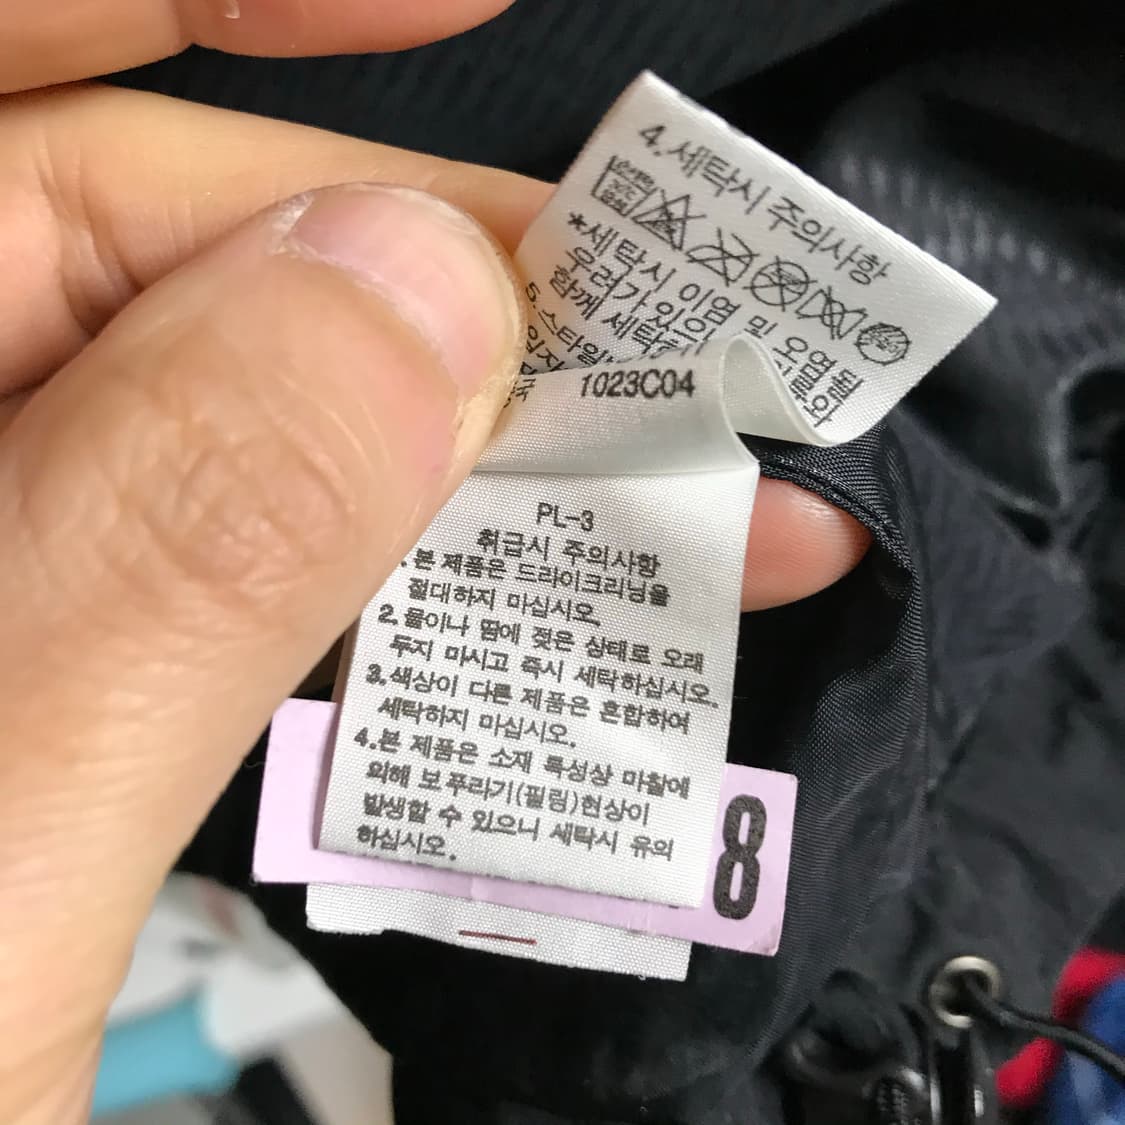 4.세탁시 주의사항
*세탁시 이염 및 오염될
우려가 있으
함께 세탁
5.스타일
1023C04
PL-3
취급시 주의사항
.본 제품은 드라이크리닝을
절대하지 마십시오.
2.물이나 땀에 젖은 상태로 오래
두지 마시고 즉시 세탁하십시오.
3.색상이 다른 제품은 혼합하여
세탁하지 마십시오.
4.본 제품은 소재 특성상 마찰에
의해 보푸라기(필링)현상이
발생할 수 있으니 세탁시 유의
하십시오.
8